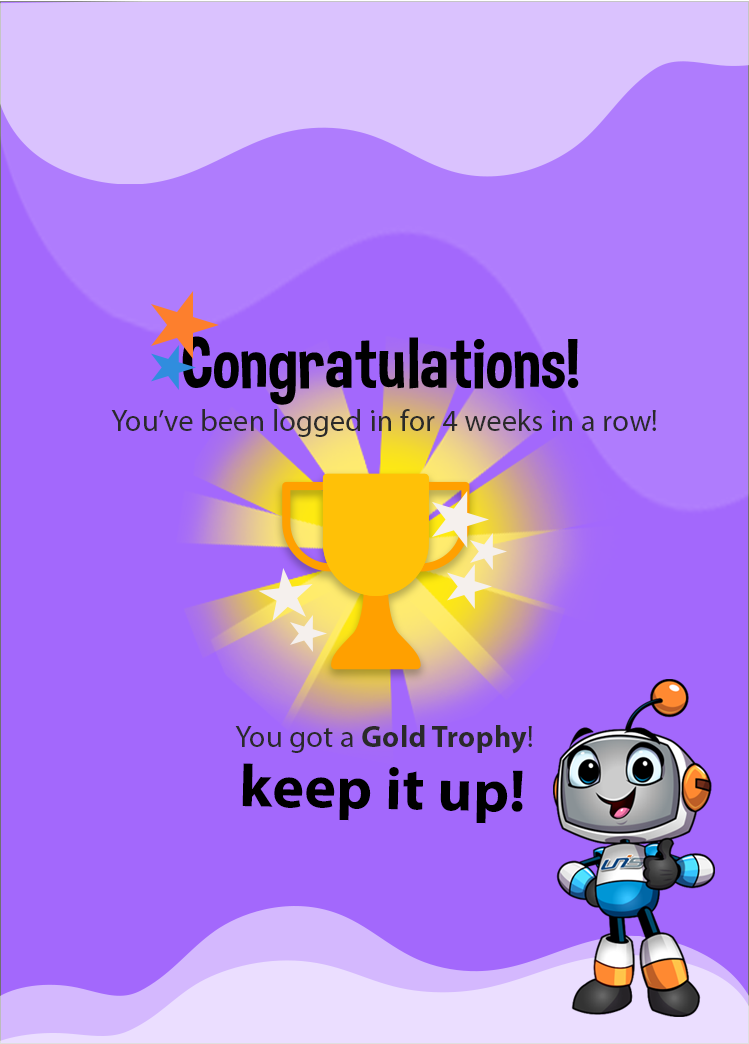 Congratulations!
You've been logged in for 4 weeks in a row!
You got a Gold Trophy!
keep it up!